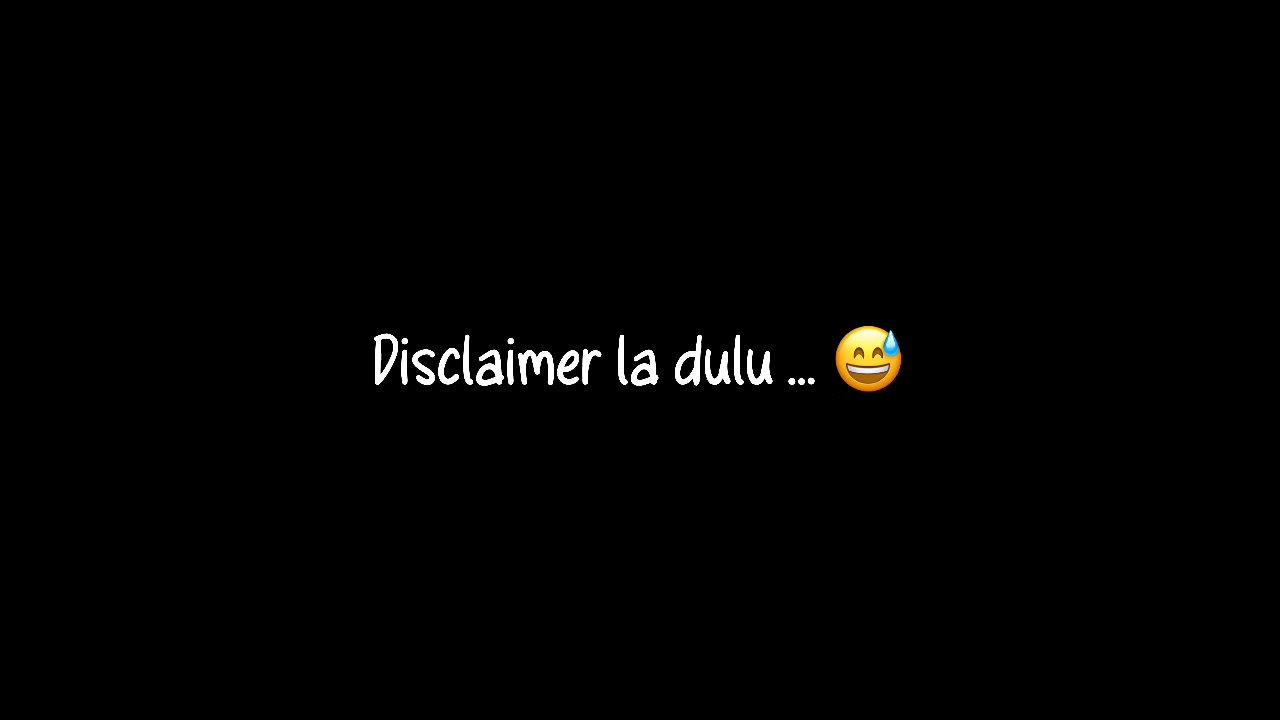 Disclaimer la dulu ... 😅